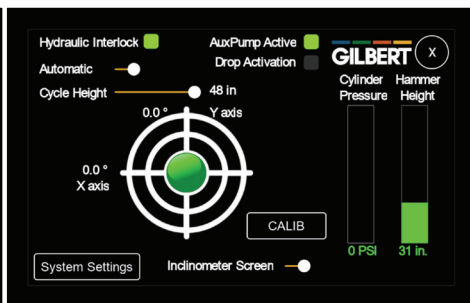 Hydraulic Interlock
AuxPump Active
GILBERT
X
Automatic
Drop Activation
Cycle Height
48 in
Cylinder Pressure
Hammer Height
0.0 °
Y axis
0.0 °
X axis
CALIB
0 PSI
31 in.
System Settings
Inclinometer Screen